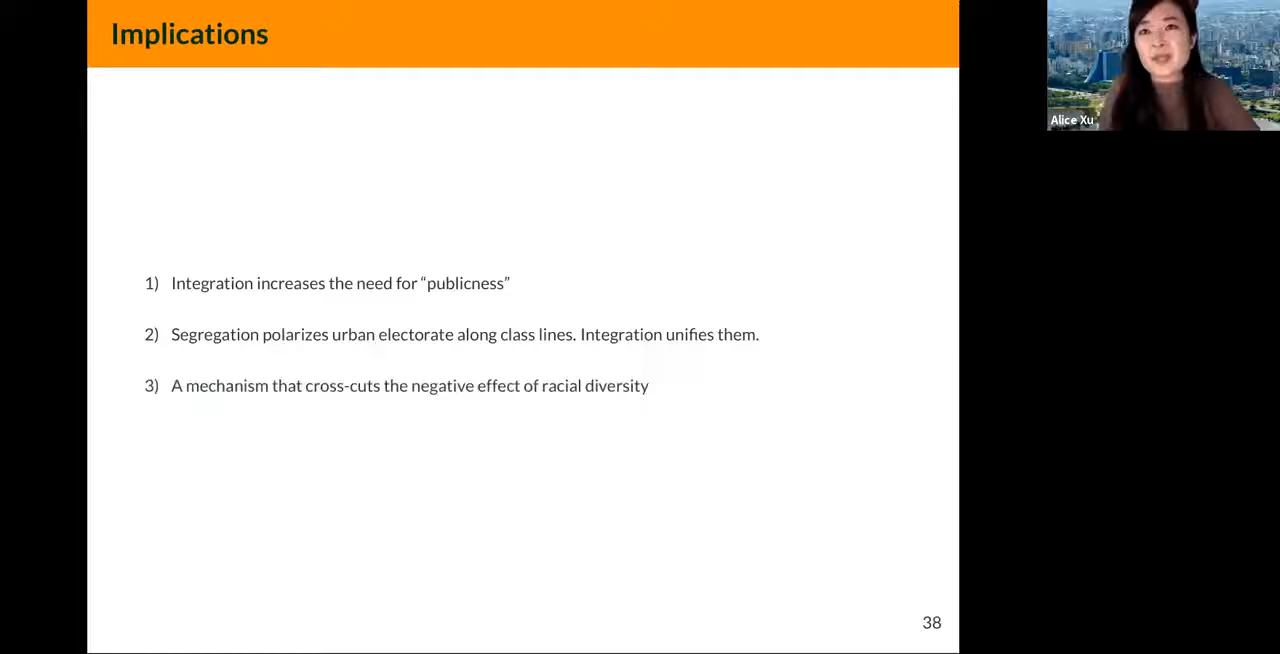 Implications
Alice Xu
1) Integration increases the need for “publicness”
2) Segregation polarizes urban electorate along class lines. Integration unifies them.
3) A mechanism that cross-cuts the negative effect of racial diversity
38